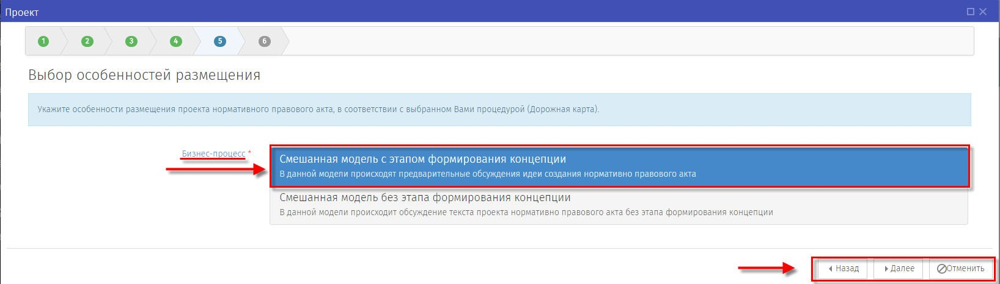 Проект
1 2 3 4 5 6
Выбор особенностей размещения
Укажите особенности размещения проекта нормативного правового акта, в соответствии с выбранном Вами процедурой (Дорожная карта).
Бизнес-процесс *
Смешанная модель с этапом формирования концепции
В данной модели происходят предварительные обсуждения идеи создания нормативно правового акта
Смешанная модель без этапа формирования концепции
В данной модели происходит обсуждение текста проекта нормативно правового акта без этапа формирования концепции
Назад Далее Отменить